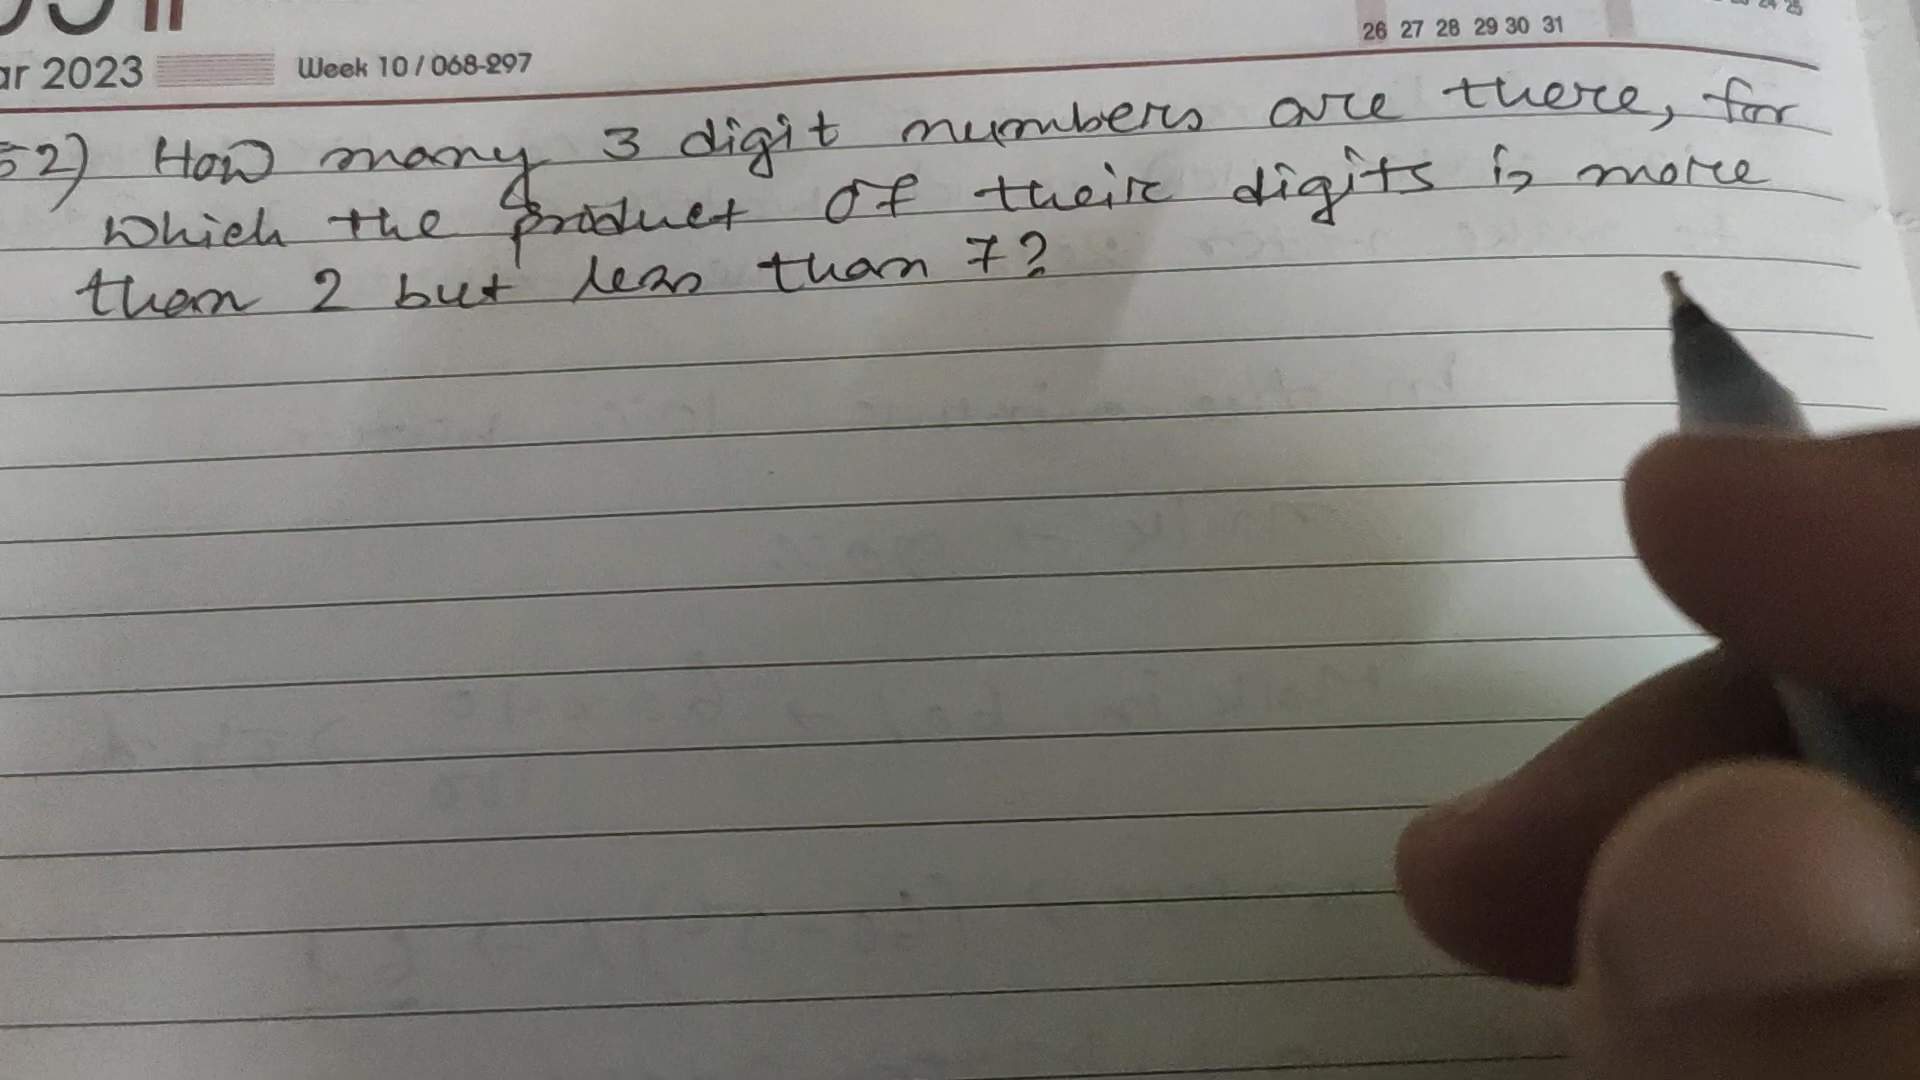 26 27 28 29 30 31
ar 2023 Week 10 / 068-297
52) How many 3 digit numbers are there, for
which the product of their digits is more
than 2 but less than 7?